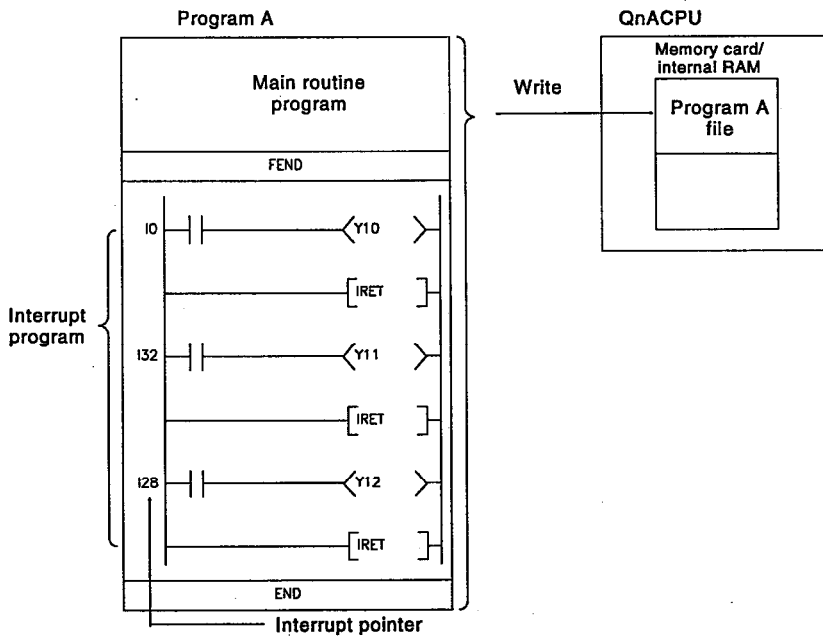 Program A
QnACPU
Main routine
program
Write
Memory card/
internal RAM
Program A
file
FEND
I0
Y10
IRET
Interrupt
program
I32
Y11
IRET
I28
Y12
IRET
END
Interrupt pointer